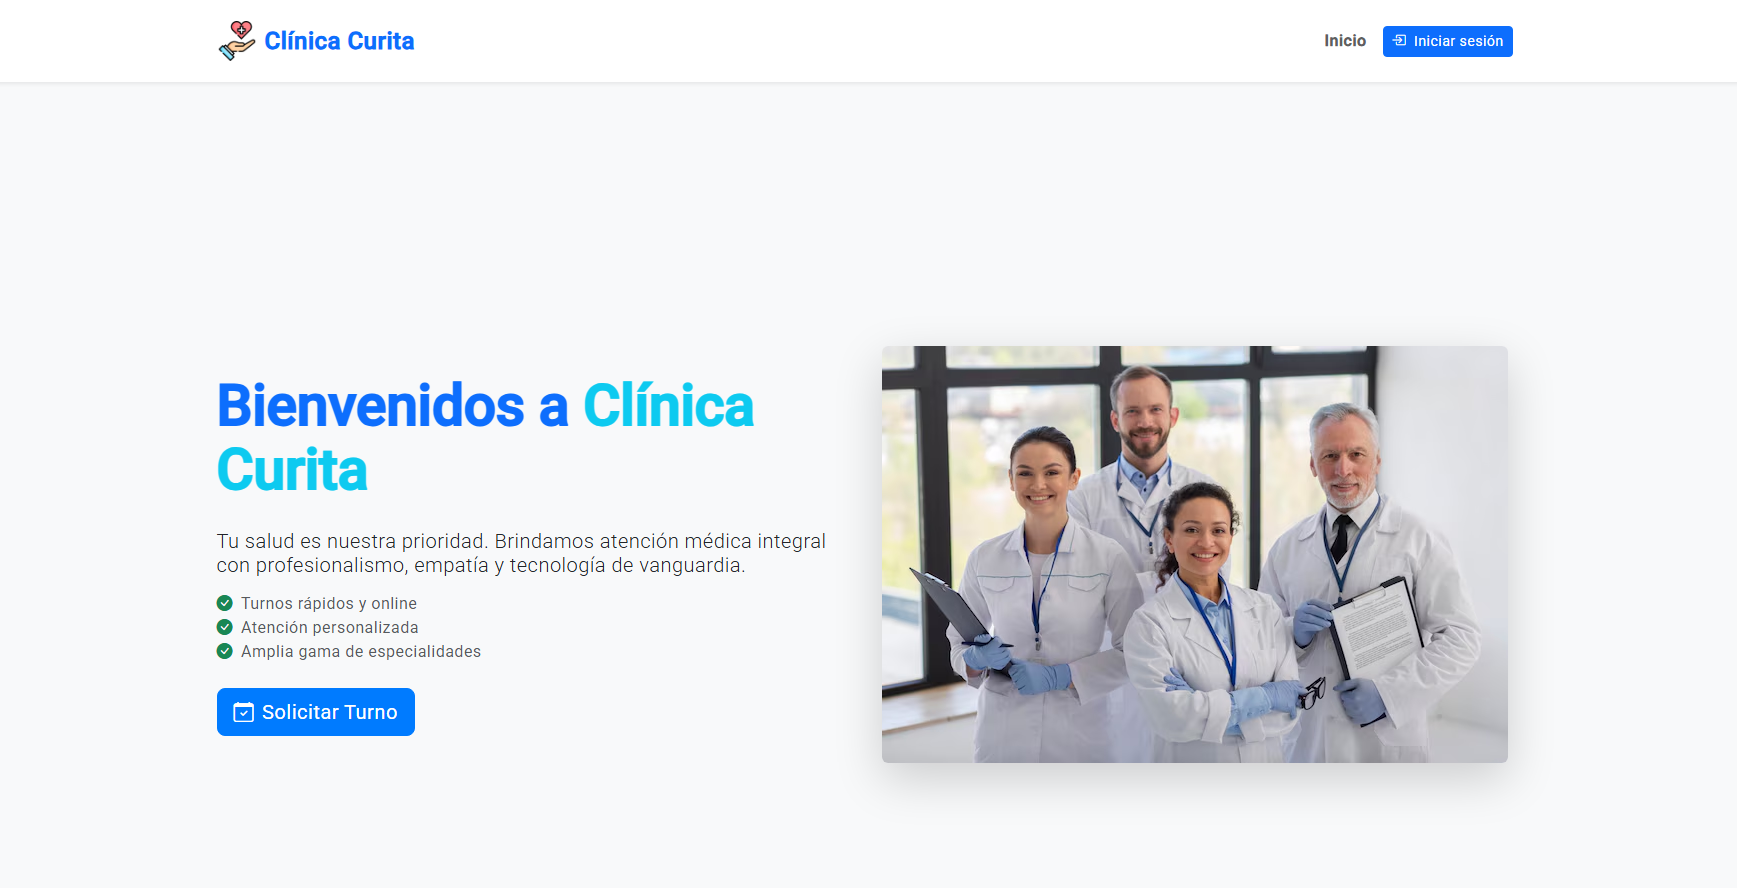 Clínica Curita
Inicio
Iniciar sesión
Bienvenidos a Clínica
Curita
Tu salud es nuestra prioridad. Brindamos atención médica integral
con profesionalismo, empatía y tecnología de vanguardia.
Turnos rápidos y online
Atención personalizada
Amplia gama de especialidades
Solicitar Turno